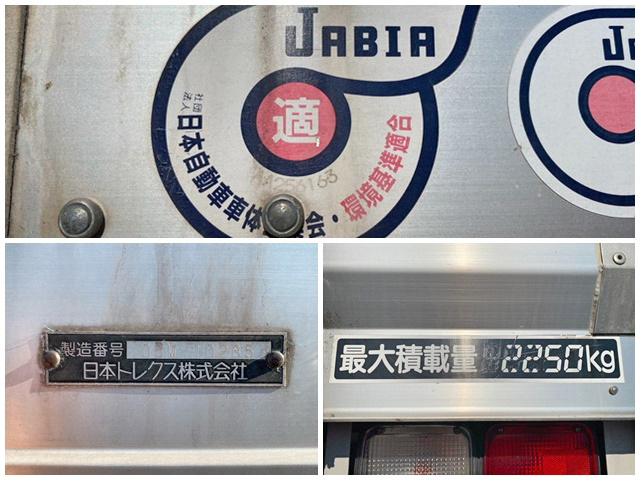 JABIA
適
社団
法人
日本自動車車体
会・環境基準適合
製造番号
日本トレクス株式会社
最大積載量 2250kg